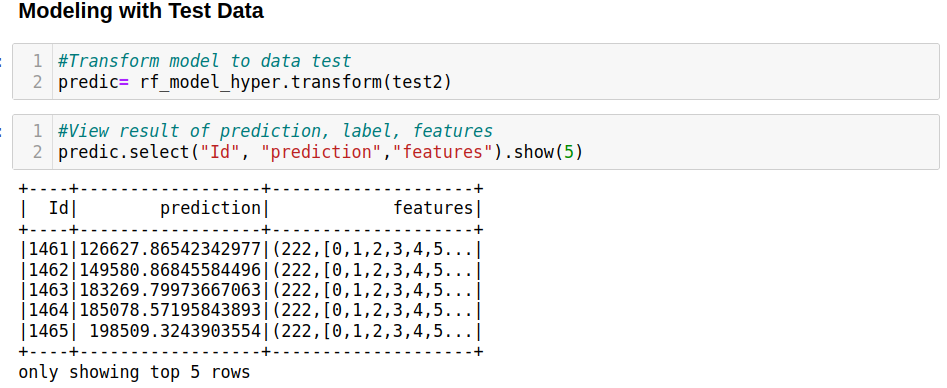 Modeling with Test Data
1 #Transform model to data test
2 predic= rf_model_hyper.transform(test2)
1 #View result of prediction, label, features
2 predic.select("Id", "prediction","features").show(5)
+----+------------------+--------------------+
|  Id|        prediction|            features|
+----+------------------+--------------------+
|1461|126627.86542342977|(222,[0,1,2,3,4,5...|
|1462|149580.86845584496|(222,[0,1,2,3,4,5...|
|1463|183269.79973667063|(222,[0,1,2,3,4,5...|
|1464|185078.57195843893|(222,[0,1,2,3,4,5...|
|1465| 198509.3243903554|(222,[0,1,2,3,4,5...|
+----+------------------+--------------------+
only showing top 5 rows